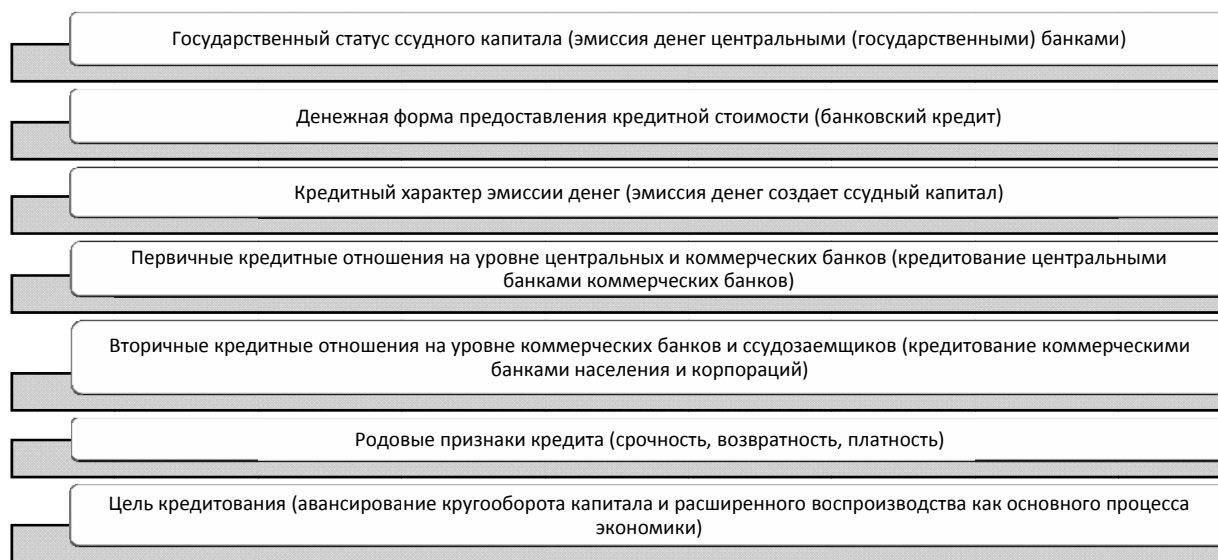 Государственный статус ссудного капитала (эмиссия денег центральными (государственными) банками)
Денежная форма предоставления кредитной стоимости (банковский кредит)
Кредитный характер эмиссии денег (эмиссия денег создает ссудный капитал)
Первичные кредитные отношения на уровне центральных и коммерческих банков (кредитование центральными
банками коммерческих банков)
Вторичные кредитные отношения на уровне коммерческих банков и ссудозаемщиков (кредитование коммерческими
банками населения и корпораций)
Родовые признаки кредита (срочность, возвратность, платность)
Цель кредитования (авансирование кругооборота капитала и расширенного воспроизводства как основного процесса
экономики)